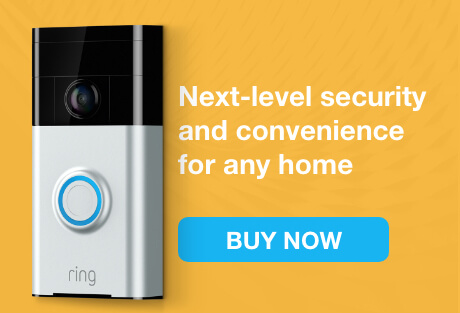 Next-level security
and convenience
for any home
BUY NOW
ring